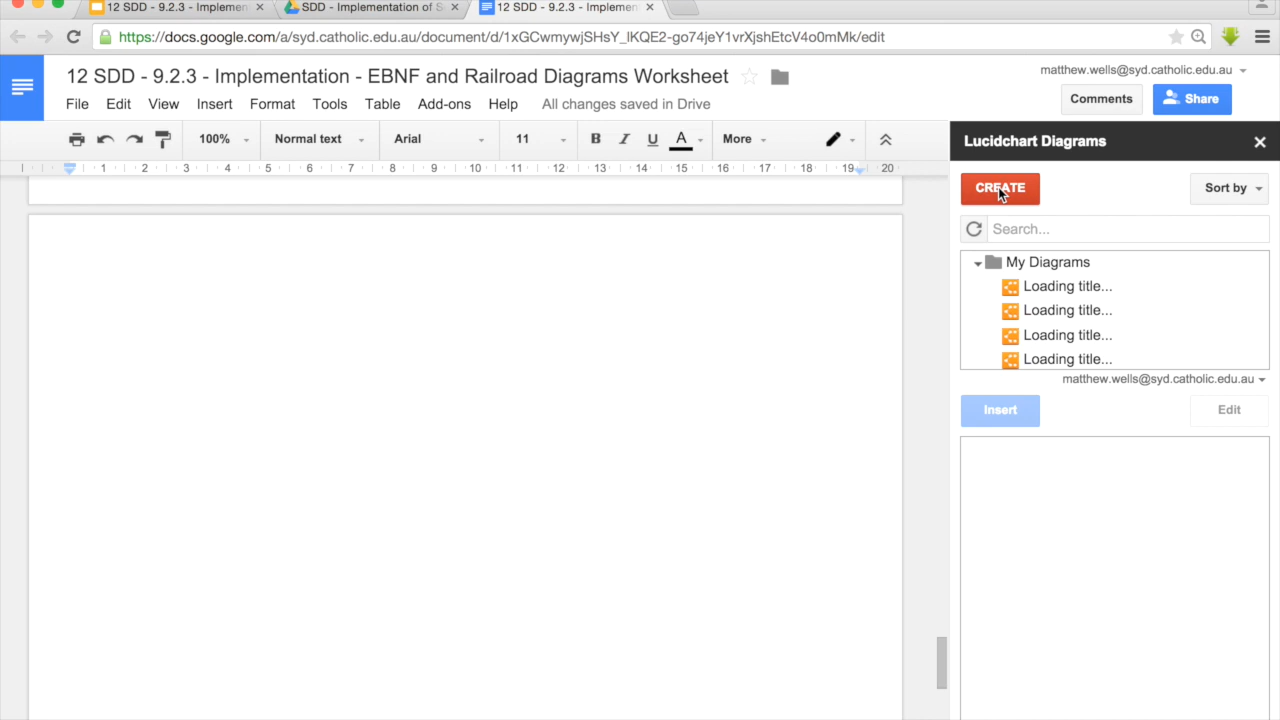 12 SDD - 9.2.3 - Implemen
SDD - Implementation of S
12 SDD - 9.2.3 - Implemen
https://docs.google.com/a/syd.catholic.edu.au/document/d/1xGCwmywjSHsY_lKQE2-go74jeY1vrXjshEtcV4o0mMk/edit
12 SDD - 9.2.3 - Implementation - EBNF and Railroad Diagrams Worksheet
matthew.wells@syd.catholic.edu.au
File Edit View Insert Format Tools Table Add-ons Help All changes saved in Drive
Comments
Share
100% Normal text Arial 11 B I U A More
1 2 3 4 5 6 7 8 9 10 11 12 13 14 15 16 17 18 19 20
Lucidchart Diagrams
CREATE
Sort by
Search...
My Diagrams
Loading title...
Loading title...
Loading title...
Loading title...
matthew.wells@syd.catholic.edu.au
Insert
Edit